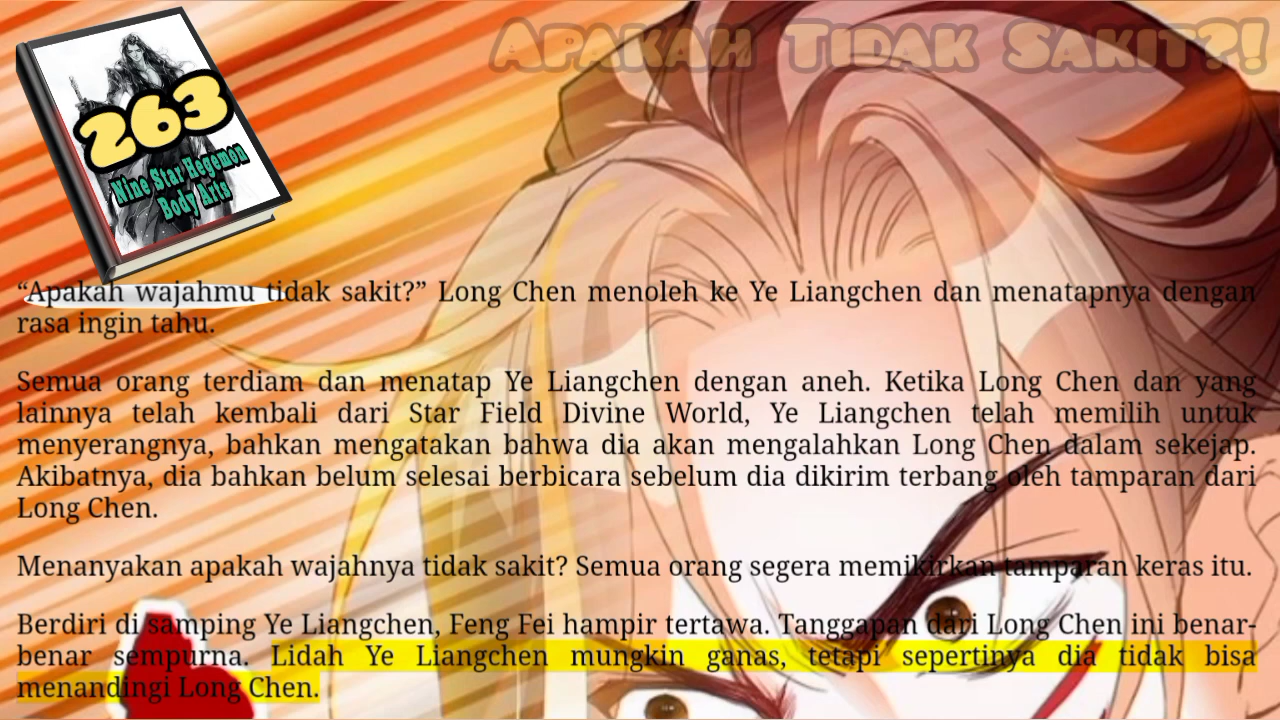 Apakah Tidak Sakit?!
263
Nine Star Hegemon
Body Arts
“Apakah wajahmu tidak sakit?” Long Chen menoleh ke Ye Liangchen dan menatapnya dengan
rasa ingin tahu.
Semua orang terdiam dan menatap Ye Liangchen dengan aneh. Ketika Long Chen dan yang
lainnya telah kembali dari Star Field Divine World, Ye Liangchen telah memilih untuk
menyerangnya, bahkan mengatakan bahwa dia akan mengalahkan Long Chen dalam sekejap.
Akibatnya, dia bahkan belum selesai berbicara sebelum dia dikirim terbang oleh tamparan dari
Long Chen.
Menanyakan apakah wajahnya tidak sakit? Semua orang segera memikirkan tamparan keras itu.
Berdiri di samping Ye Liangchen, Feng Fei hampir tertawa. Tanggapan dari Long Chen ini benar-
benar sempurna. Lidah Ye Liangchen mungkin ganas, tetapi sepertinya dia tidak bisa
menandingi Long Chen.